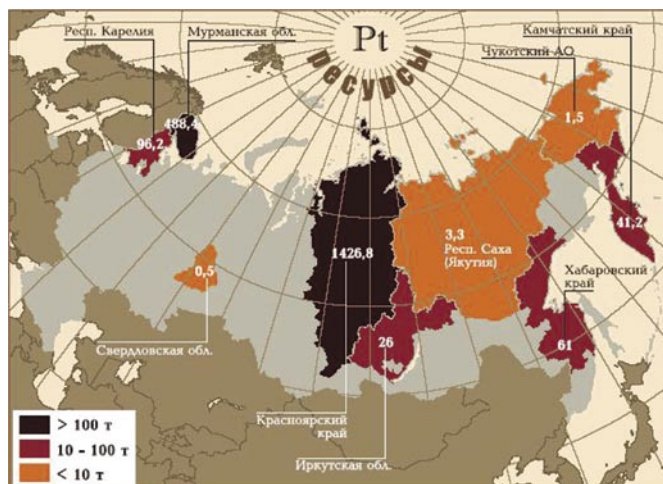 Респ. Карелия
Мурманская обл.
Pt
ресурсы
Камчатский край
Чукотский АО
488,4
96,2
1,5
3,3
Респ. Саха
(Якутия)
41,2
1426,8
0,5
Хабаровский
край
26
61
Свердловская обл.
Красноярский
край
Иркутская обл.
> 100 т
10 - 100 т
< 10 т